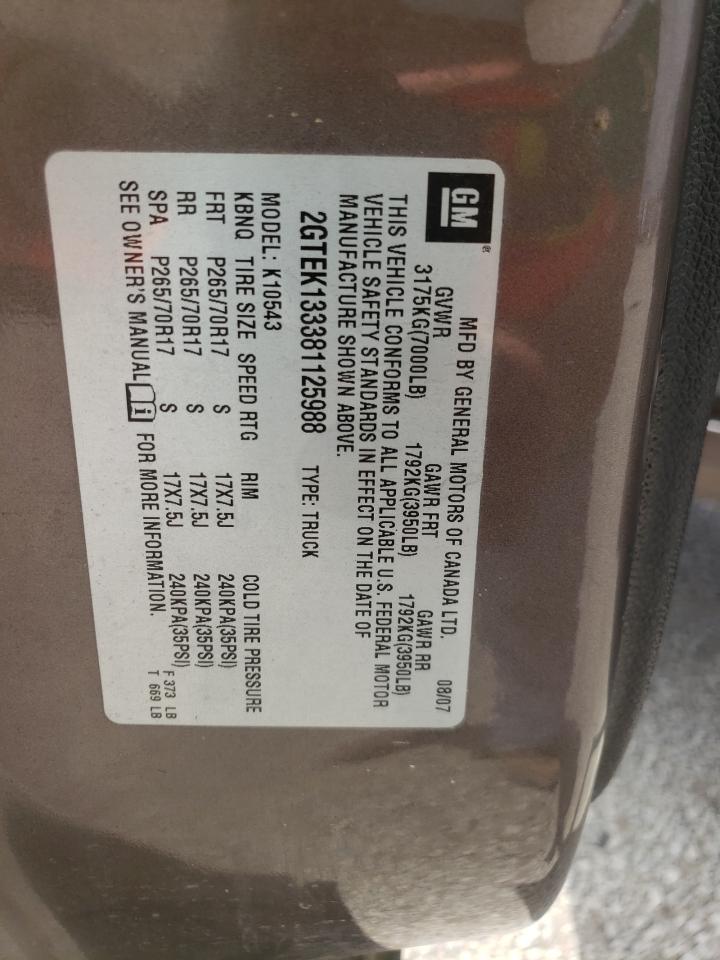 GM
MFD BY GENERAL MOTORS OF CANADA LTD.
08/07
GVWR GAWR FRT GAWR RR
3175KG(7000LB) 1792KG(3950LB) 1792KG(3950LB)
THIS VEHICLE CONFORMS TO ALL APPLICABLE U.S. FEDERAL MOTOR
VEHICLE SAFETY STANDARDS IN EFFECT ON THE DATE OF
MANUFACTURE SHOWN ABOVE.
2GTEK133381125988 TYPE: TRUCK
MODEL: K10543
KBNQ TIRE SIZE SPEED RTG RIM COLD TIRE PRESSURE
FRT P265/70R17 S 17X7.5J 240KPA(35PSI)
RR P265/70R17 S 17X7.5J 240KPA(35PSI)
SPA P265/70R17 S 17X7.5J 240KPA(35PSI)
SEE OWNER'S MANUAL i FOR MORE INFORMATION.
F 373 LB
T 669 LB